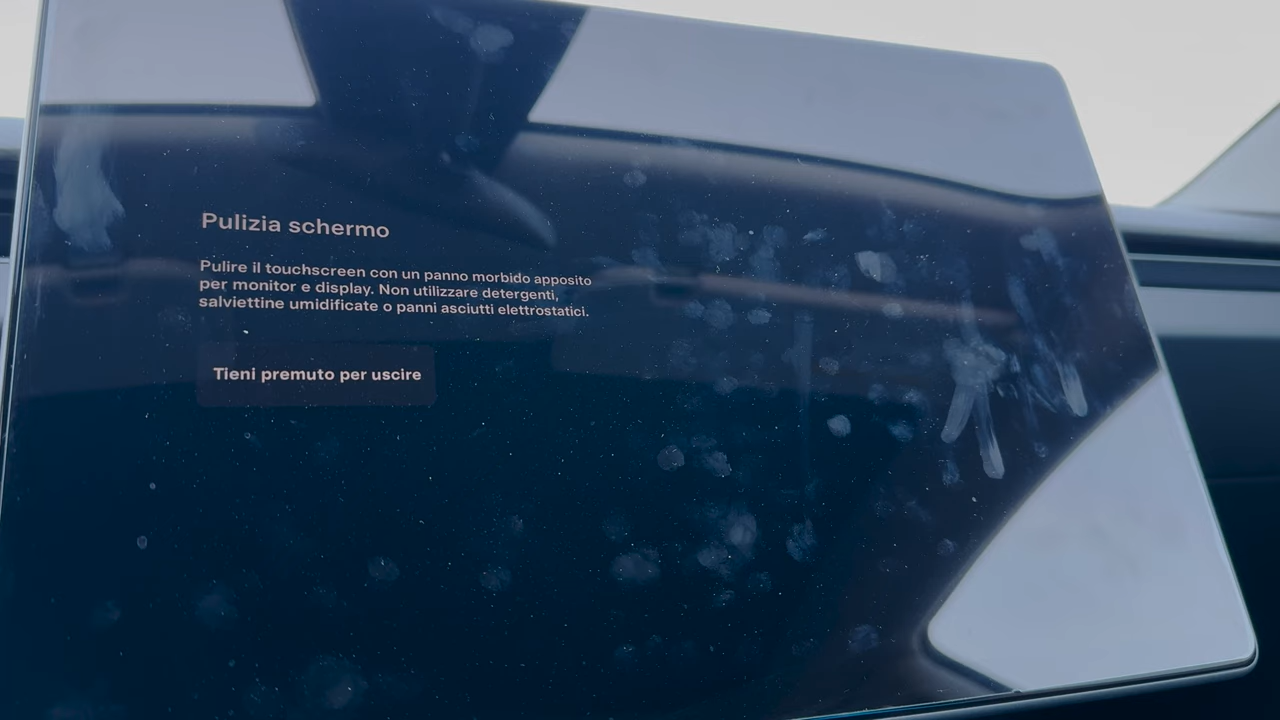 Pulizia schermo
Pulire il touchscreen con un panno morbido apposito
per monitor e display. Non utilizzare detergenti,
salviettine umidificate o panni asciutti elettrostatici.
Tieni premuto per uscire